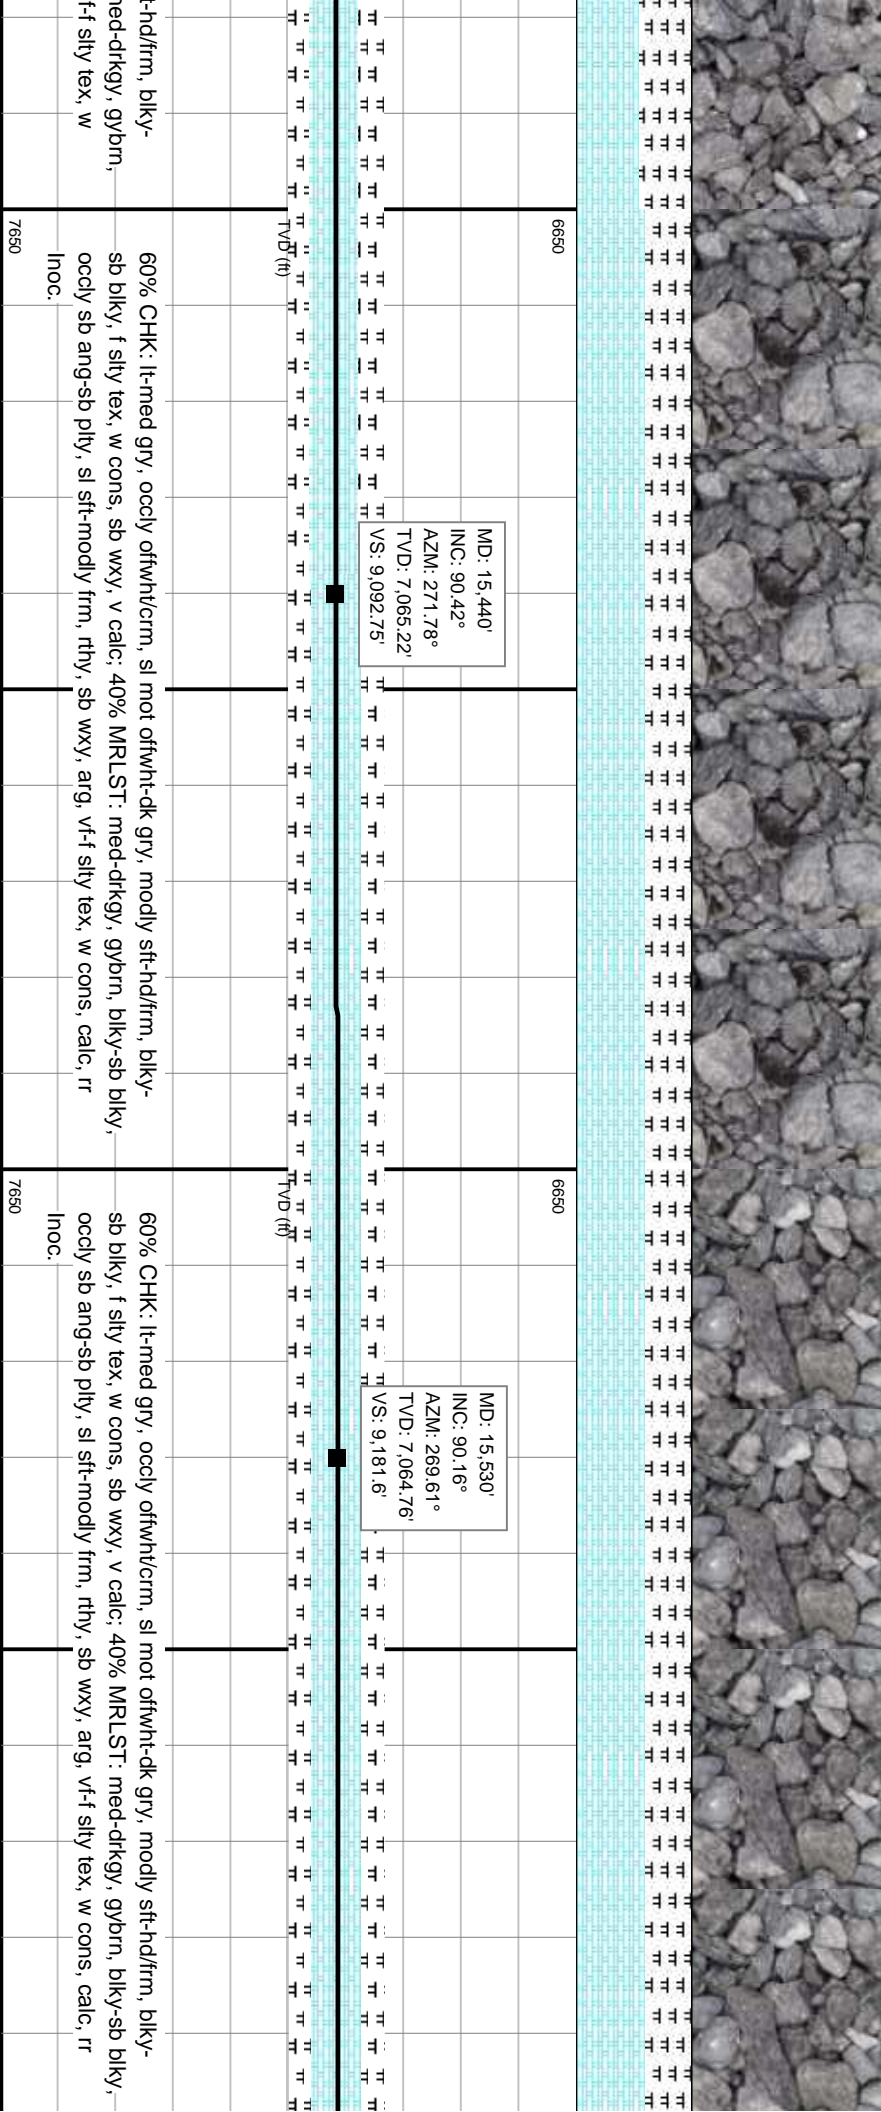 t-hd/frm, blky-
ned-drkgy, gybrn,
f-f slty tex, w
6650
TVD (ft)
7650
60% CHK: lt-med gry, occly offwht/crm, sl mot offwht-dk gry, modly sft-hd/frm, blky-
sb blky, f slty tex, w cons, sb wxy, v calc; 40% MRLST: med-drkgy, gybrn, blky-sb blky,
occly sb ang-sb plty, sl sft-modly frm, rthy, sb wxy, arg, vf-f slty tex, w cons, calc, rr
Inoc.
MD: 15,440'
INC: 90.42°
AZM: 271.78°
TVD: 7,065.22'
VS: 9,092.75'
6650
TVD (ft)
7650
60% CHK: lt-med gry, occly offwht/crm, sl mot offwht-dk gry, modly sft-hd/frm, blky-
sb blky, f slty tex, w cons, sb wxy, v calc; 40% MRLST: med-drkgy, gybrn, blky-sb blky,
occly sb ang-sb plty, sl sft-modly frm, rthy, sb wxy, arg, vf-f slty tex, w cons, calc, rr
Inoc.
MD: 15,530'
INC: 90.16°
AZM: 269.61°
TVD: 7,064.76'
VS: 9,181.6'